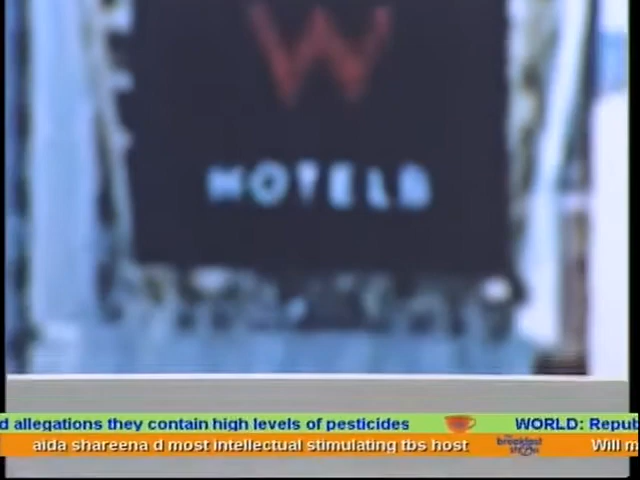 W
HOTELS
d allegations they contain high levels of pesticides WORLD: Repub
aida shareena d most intellectual stimulating tbs host the breakfast show Will m